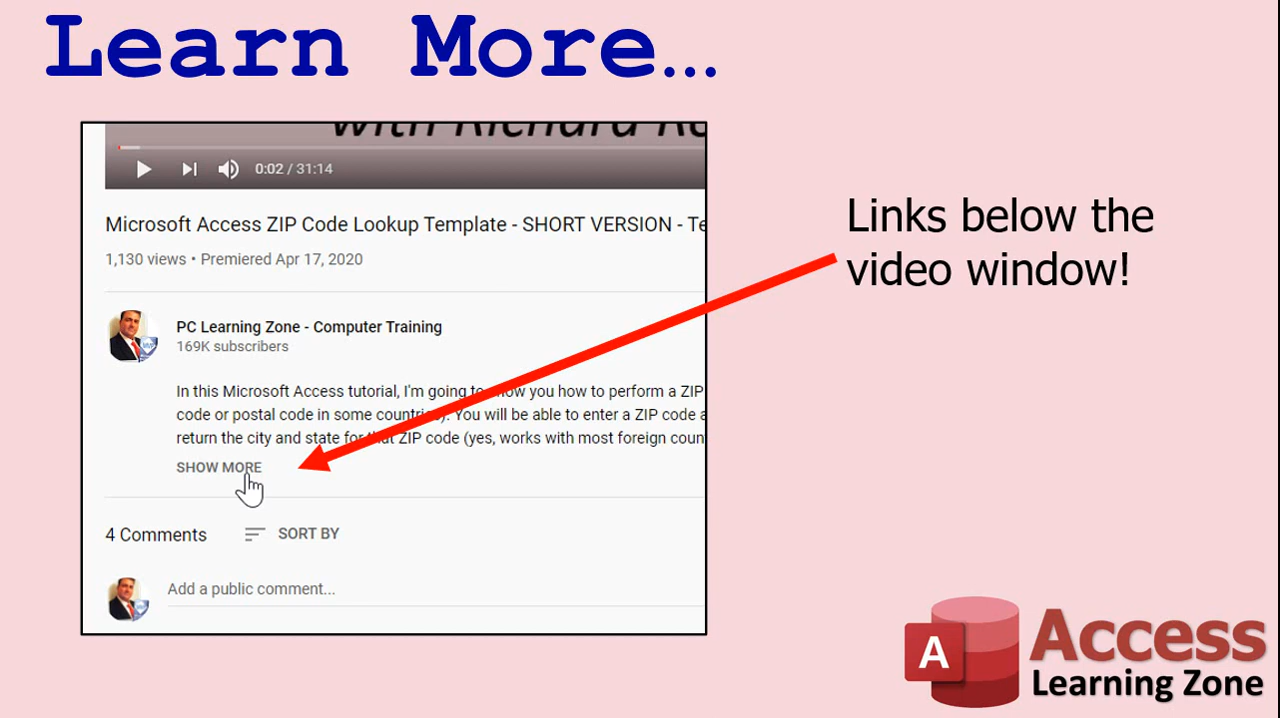 Learn More...
with Richard
0:02 / 31:14
Microsoft Access ZIP Code Lookup Template - SHORT VERSION - Te
1,130 views • Premiered Apr 17, 2020
PC Learning Zone - Computer Training
169K subscribers
In this Microsoft Access tutorial, I'm going to show you how to perform a ZIP
code or postal code in some countries). You will be able to enter a ZIP code a
return the city and state for that ZIP code (yes, works with most foreign coun
SHOW MORE
4 Comments
SORT BY
Add a public comment...
Links below the
video window!
A
Access
Learning Zone